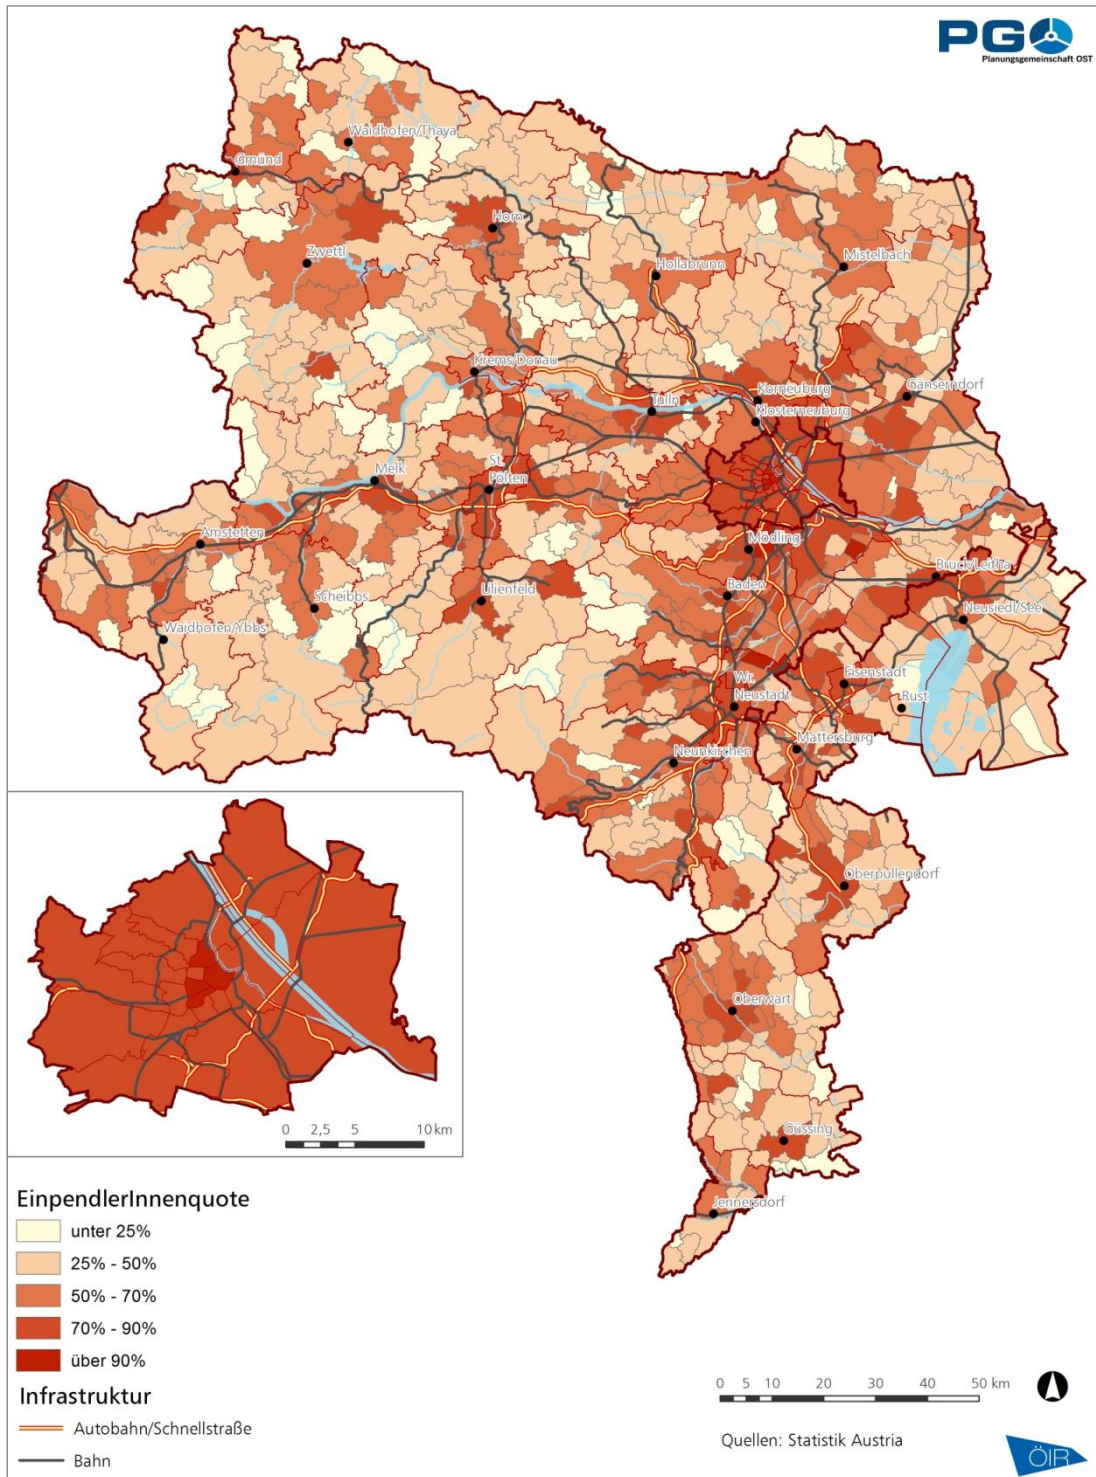 PGO
Planungsgemeinschaft OST
Waidhofen/Thaya
Gmünd
Horn
Zwettl
Hollabrunn
Mistelbach
Krems/Donau
Tulln
Korneuburg
Klosterneuburg
Gänserndorf
Melk
St.
Pölten
Amstetten
Mödling
Bruck/Leitha
Baden
Neusiedl/See
Scheibbs
Lilienfeld
Waidhofen/Ybbs
Wr.
Neustadt
Eisenstadt
Rust
Mattersburg
Neunkirchen
Oberpullendorf
Oberwart
Güssing
Jennersdorf
0 2,5 5 10 km
EinpendlerInnenquote
unter 25%
25% - 50%
50% - 70%
70% - 90%
über 90%
Infrastruktur
Autobahn/Schnellstraße
Bahn
0 5 10 20 30 40 50 km
Quellen: Statistik Austria
ÖIR